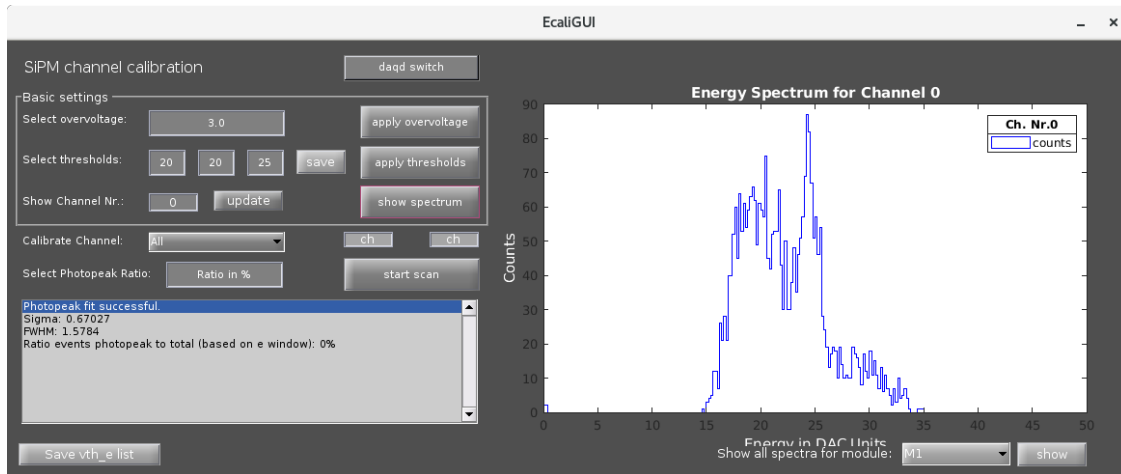 EcaliGUI
SiPM channel calibration
daqd switch
Basic settings
Select overvoltage:
3.0
apply overvoltage
Select thresholds:
20
20
25
save
apply thresholds
Show Channel Nr.:
0
update
show spectrum
Calibrate Channel:
All
ch
ch
Select Photopeak Ratio:
Ratio in %
start scan
Photopeak fit successful.
Sigma: 0.67027
FWHM: 1.5784
Ratio events photopeak to total (based on e window): 0%
Save vth_e list
Energy Spectrum for Channel 0
90
80
70
60
50
40
30
20
10
0
Counts
Ch. Nr.0
counts
0 5 10 15 20 25 30 35 40 45 50
Energy in DAC Units
Show all spectra for module:
M1
show